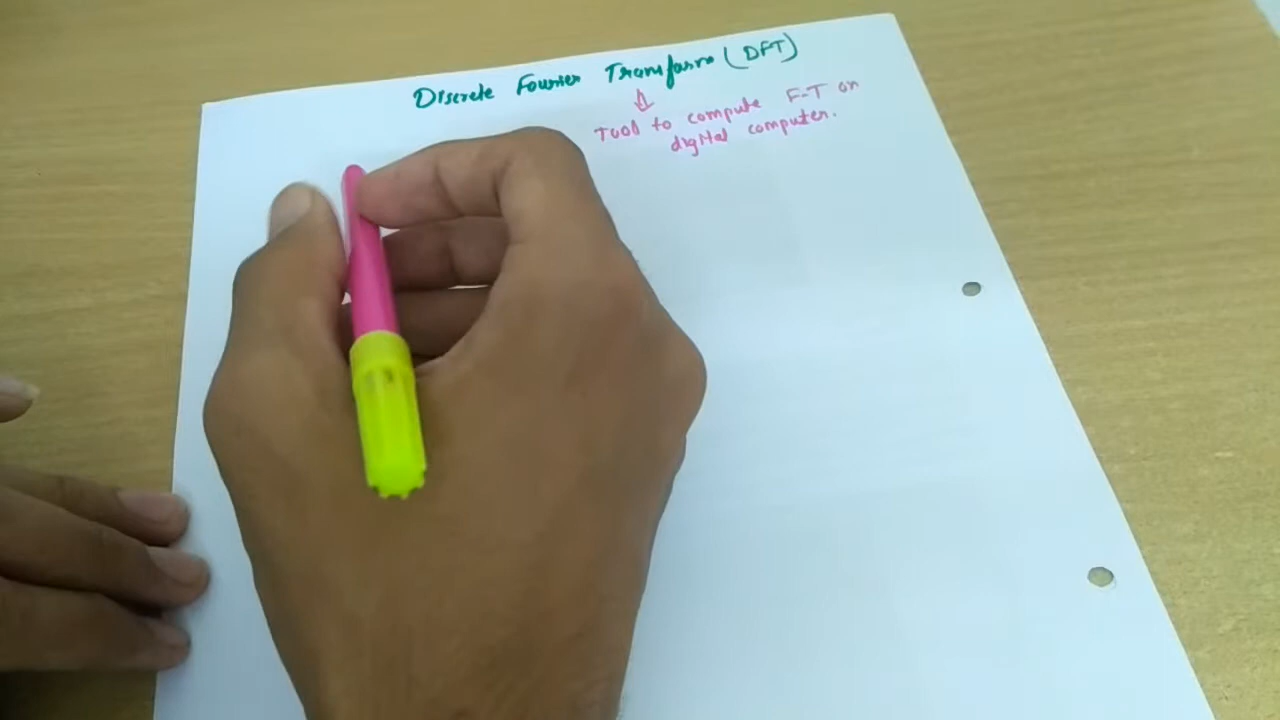 Discrete Fourier Transform (DFT)
Tool to compute F-T on
digital computer.